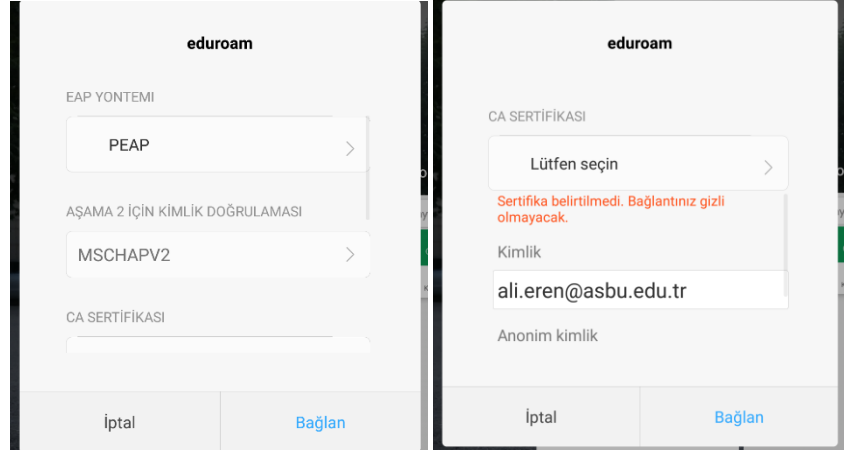 eduroam
EAP YONTEMI
PEAP
AŞAMA 2 İÇİN KİMLİK DOĞRULAMASI
MSCHAPV2
CA SERTİFİKASI
İptal
Bağlan
eduroam
CA SERTİFİKASI
Lütfen seçin
Sertifika belirtilmedi. Bağlantınız gizli
olmayacak.
Kimlik
ali.eren@asbu.edu.tr
Anonim kimlik
İptal
Bağlan